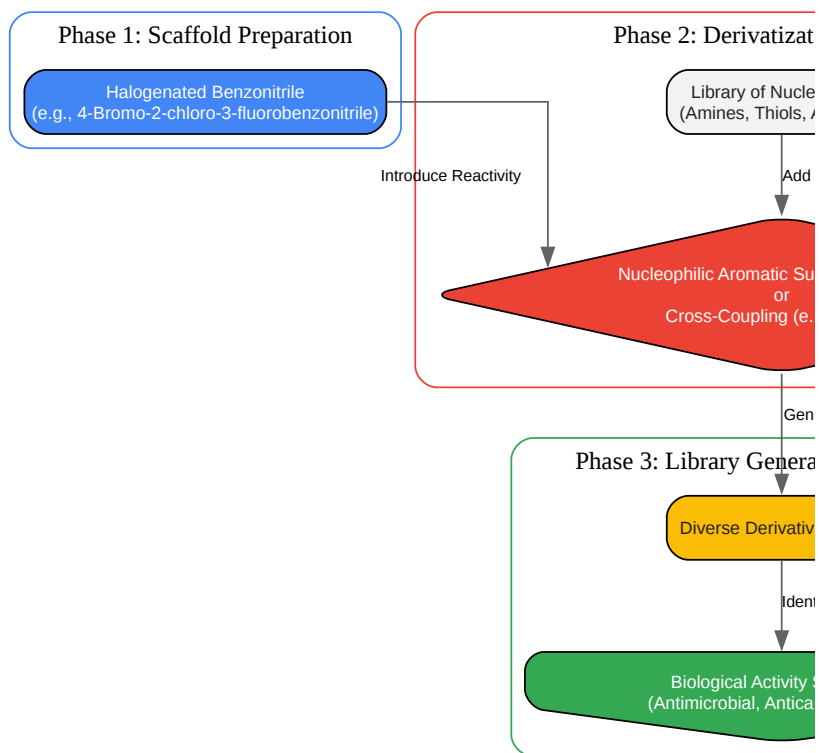 Phase 1: Scaffold Preparation
Halogenated Benzonitrile
(e.g., 4-Bromo-2-chloro-3-fluorobenzonitrile)
Introduce Reactivity
Phase 2: Derivatizat
Library of Nucle
(Amines, Thiols, A
Add
Nucleophilic Aromatic Su
or
Cross-Coupling (e.
Gen
Phase 3: Library Genera
Diverse Derivativ
Ident
Biological Activity S
(Antimicrobial, Antica